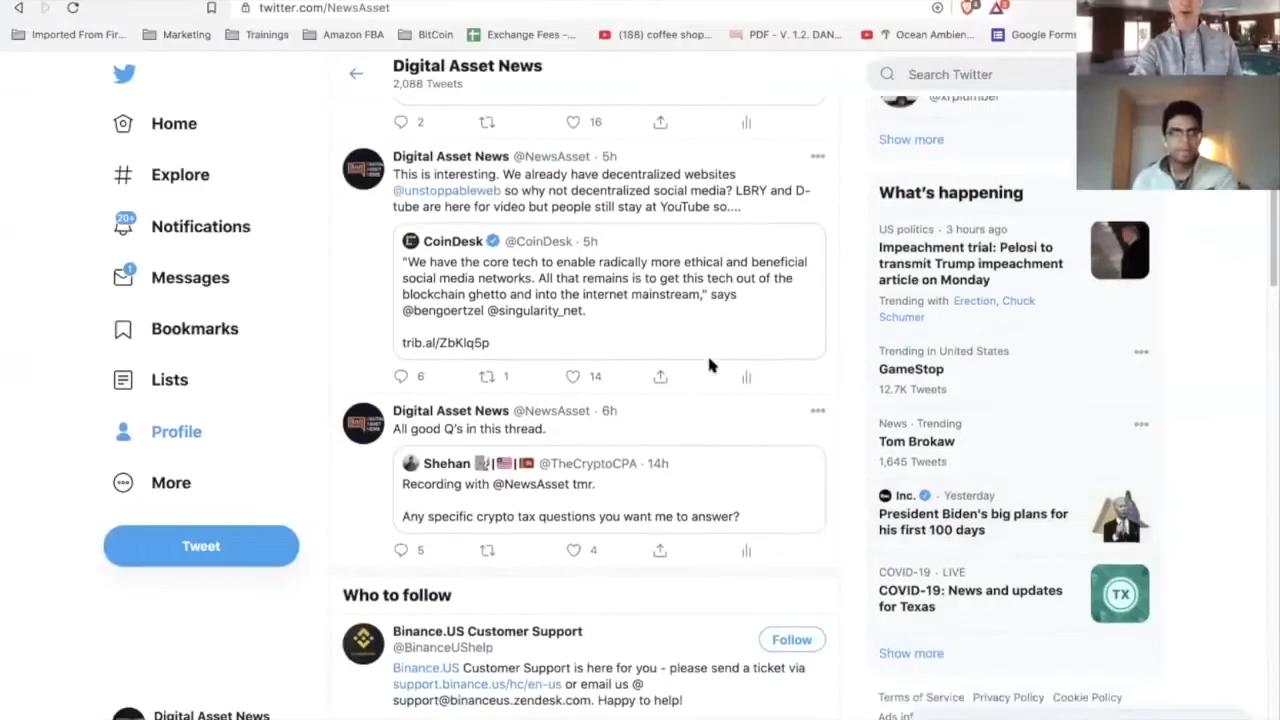 twitter.com/NewsAsset
Imported From Fir...
Marketing
Trainings
Amazon FBA
BitCoin
Exchange Fees –...
(188) coffee shop...
PDF - V. 1.2. DAN...
Ocean Ambien...
Google Forms
Digital Asset News
2,088 Tweets
Search Twitter
Home
Explore
20+
Notifications
1
Messages
Bookmarks
Lists
Profile
More
Tweet
2
16
Digital Asset News @NewsAsset · 5h
This is interesting. We already have decentralized websites
@unstoppableweb so why not decentralized social media? LBRY and D-
tube are here for video but people still stay at YouTube so....
CoinDesk @CoinDesk · 5h
"We have the core tech to enable radically more ethical and beneficial
social media networks. All that remains is to get this tech out of the
blockchain ghetto and into the internet mainstream," says
@bengoertzel @singularity_net.
trib.al/ZbKlq5p
6
1
14
Digital Asset News @NewsAsset · 6h
All good Q's in this thread.
Shehan @TheCryptoCPA · 14h
Recording with @NewsAsset tmr.
Any specific crypto tax questions you want me to answer?
5
4
Who to follow
Binance.US Customer Support
@BinanceUShelp
Follow
Binance.US Customer Support is here for you - please send a ticket via
support.binance.us/hc/en-us or email us @
support@binanceus.zendesk.com. Happy to help!
@xrplumber
Show more
What's happening
US politics · 3 hours ago
Impeachment trial: Pelosi to
transmit Trump impeachment
article on Monday
Trending with Erection, Chuck
Schumer
Trending in United States
GameStop
12.7K Tweets
News · Trending
Tom Brokaw
1,645 Tweets
Inc. · Yesterday
President Biden's big plans for
his first 100 days
COVID-19 · LIVE
COVID-19: News and updates
for Texas
TX
Show more
Terms of Service Privacy Policy Cookie Policy
Digital Asset News